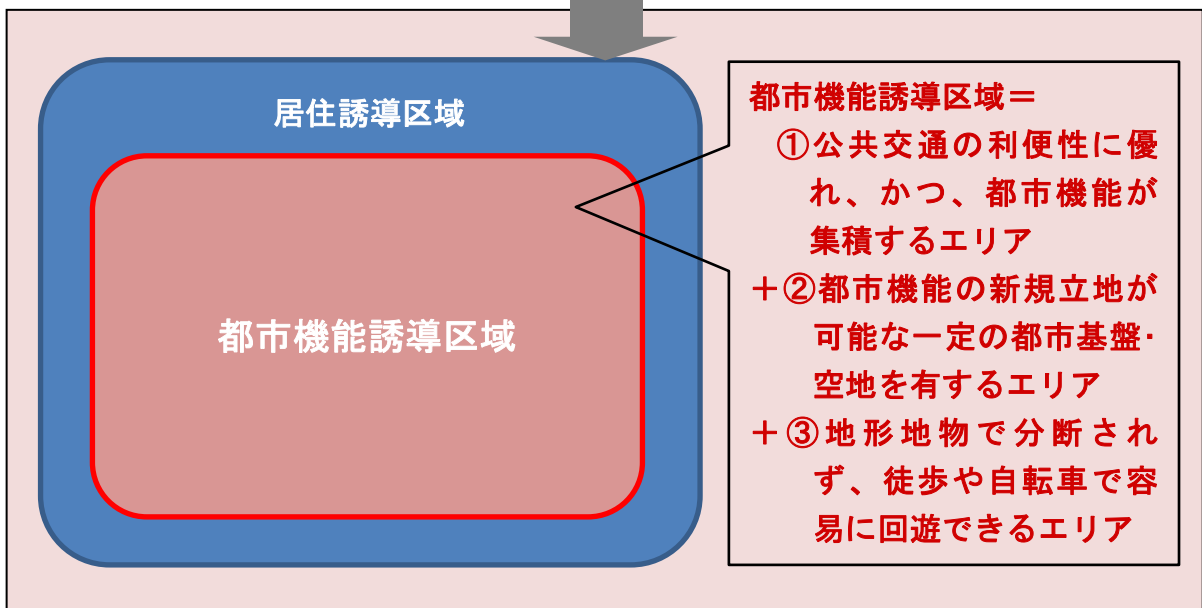 居住誘導区域
都市機能誘導区域
都市機能誘導区域＝
①公共交通の利便性に優
れ、かつ、都市機能が
集積するエリア
＋②都市機能の新規立地が
可能な一定の都市基盤・
空地を有するエリア
＋③地形地物で分断され
ず、徒歩や自転車で容
易に回遊できるエリア